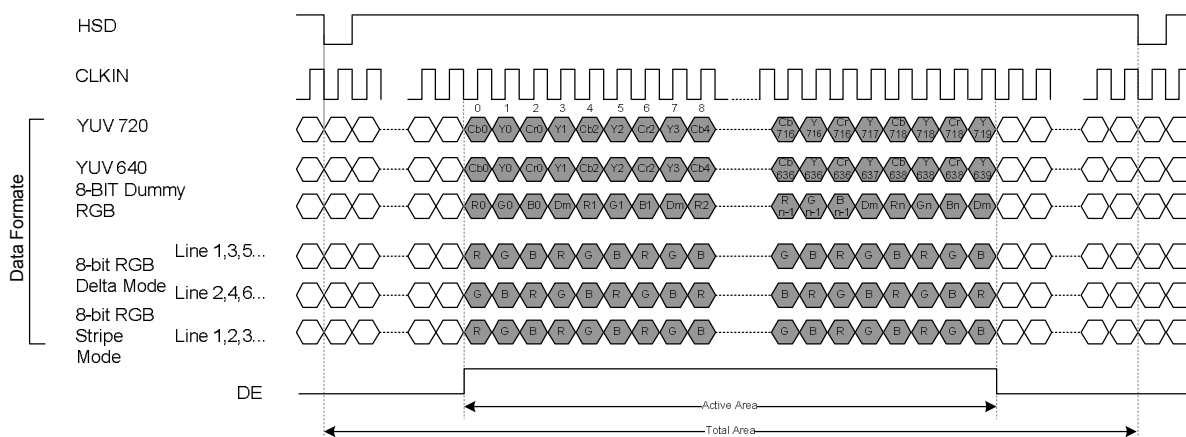 HSD
CLKIN
0 1 2 3 4 5 6 7 8
Data Formate
YUV 720
Cb0 Y0 Cr0 Y1 Cb2 Y2 Cr2 Y3 Cb4 Cb 716 Y 716 Cr 716 Y 717 Cb 718 Y 718 Cr 718 Y 719
YUV 640
Cb0 Y0 Cr0 Y1 Cb2 Y2 Cr2 Y3 Cb4 Cb 636 Y 636 Cr 636 Y 637 Cb 638 Y 638 Cr 638 Y 639
8-BIT Dummy
RGB
R0 G0 B0 Dm R1 G1 B1 Dm R2 R n-1 G n-1 B n-1 Dm Rn Gn Bn Dm
8-bit RGB
Delta Mode
Line 1,3,5...
R G B R G B R G B G B R G B R G B
Line 2,4,6...
G B R G B R G B R B R G B R G B R
8-bit RGB
Stripe
Mode
Line 1,2,3...
R G B R G B R G B G B R G B R G B
DE
Active Area
Total Area